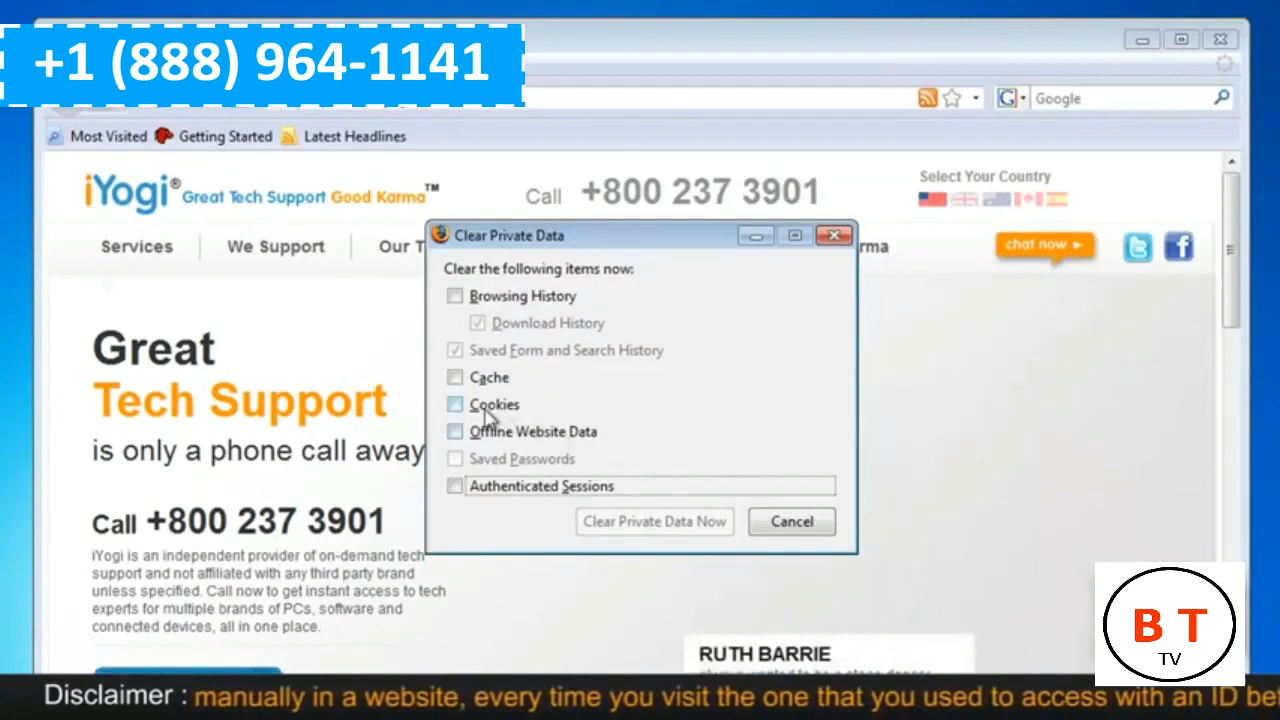 +1 (888) 964-1141
Google
Most Visited Getting Started Latest Headlines
iYogi® Great Tech Support Good Karma™
Call +800 237 3901
Select Your Country
Services We Support Our T rma
chat now
Clear Private Data
Clear the following items now:
Browsing History
Download History
Saved Form and Search History
Cache
Cookies
Offline Website Data
Saved Passwords
Authenticated Sessions
Clear Private Data Now Cancel
Great
Tech Support
is only a phone call away
Call +800 237 3901
iYogi is an independent provider of on-demand tech
support and not affiliated with any third party brand
unless specified. Call now to get instant access to tech
experts for multiple brands of PCs, software and
connected devices, all in one place.
RUTH BARRIE
B T
TV
Disclaimer : manually in a website, every time you visit the one that you used to access with an ID be